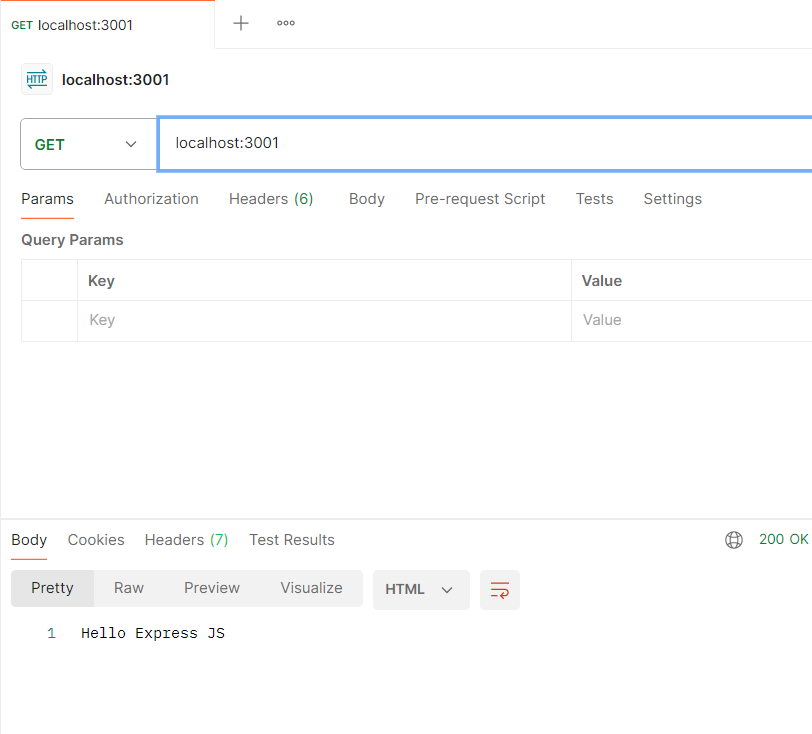 GET localhost:3001
HTTP localhost:3001
GET localhost:3001
Params Authorization Headers (6) Body Pre-request Script Tests Settings
Query Params
Key Value
Key Value
Body Cookies Headers (7) Test Results 200 OK
Pretty Raw Preview Visualize HTML
1 Hello Express JS